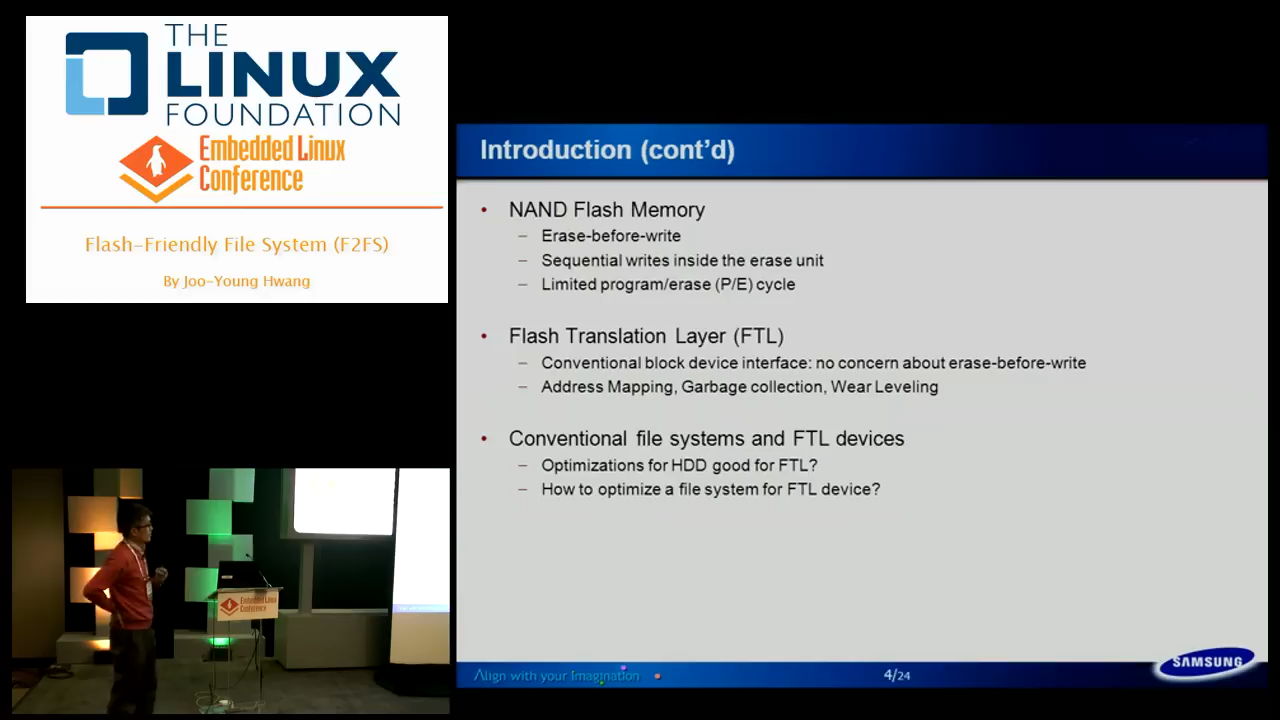 THE
LINUX
FOUNDATION
Embedded Linux
Conference
Flash-Friendly File System (F2FS)
By Joo-Young Hwang
Introduction (cont'd)
• NAND Flash Memory
– Erase-before-write
– Sequential writes inside the erase unit
– Limited program/erase (P/E) cycle
• Flash Translation Layer (FTL)
– Conventional block device interface: no concern about erase-before-write
– Address Mapping, Garbage collection, Wear Leveling
• Conventional file systems and FTL devices
– Optimizations for HDD good for FTL?
– How to optimize a file system for FTL device?
Align with your Imagination
4/24
SAMSUNG
Embedded Linux
Conference